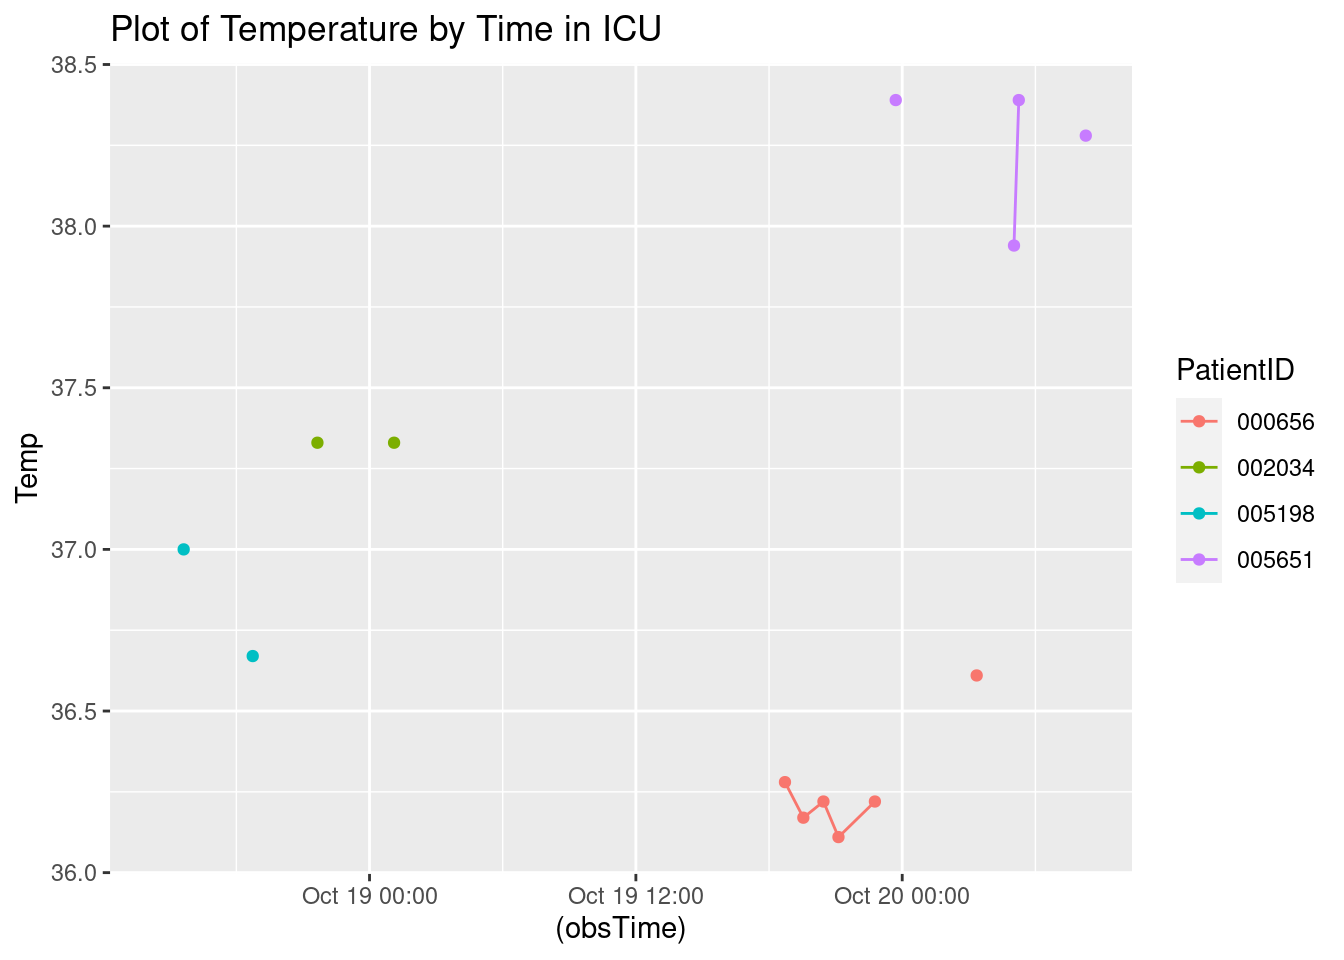 Plot of Temperature by Time in ICU
38.5
38.0
37.5
37.0
36.5
36.0
Temp
Oct 19 00:00
Oct 19 12:00
Oct 20 00:00
(obsTime)
PatientID
000656
002034
005198
005651